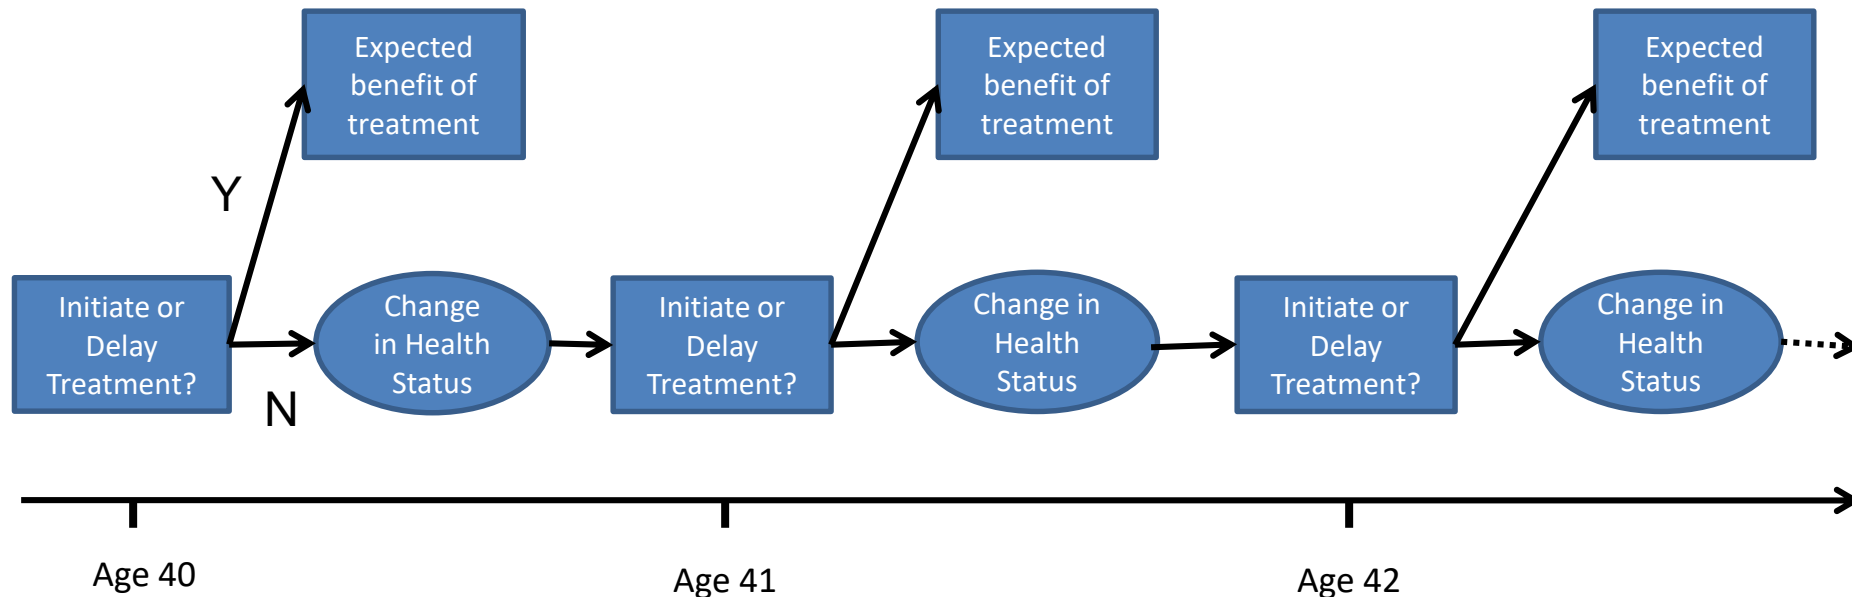 Expected
benefit of
treatment
Expected
benefit of
treatment
Expected
benefit of
treatment
Y
Initiate or
Delay
Treatment?
N
Change
in Health
Status
Initiate or
Delay
Treatment?
Change in
Health
Status
Initiate or
Delay
Treatment?
Change in
Health
Status
Age 40
Age 41
Age 42